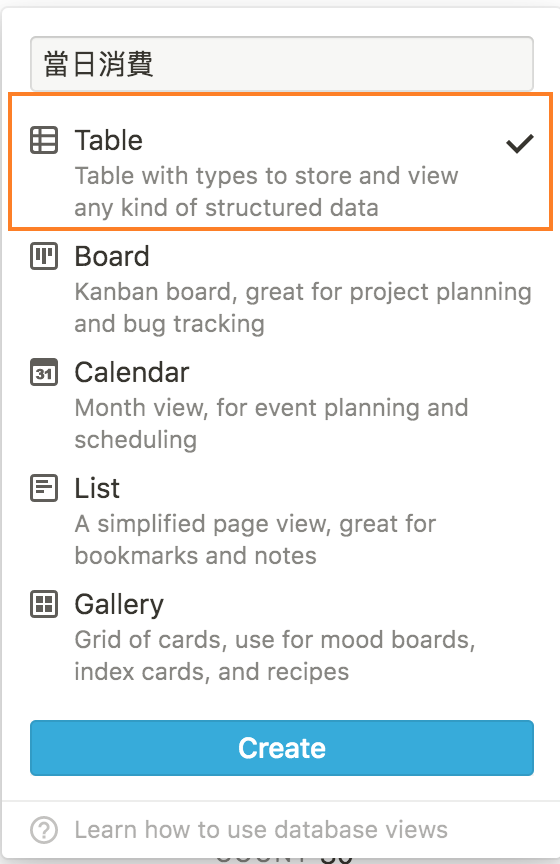 當日消費
Table
Table with types to store and view
any kind of structured data
Board
Kanban board, great for project planning
and bug tracking
31
Calendar
Month view, for event planning and
scheduling
List
A simplified page view, great for
bookmarks and notes
Gallery
Grid of cards, use for mood boards,
index cards, and recipes
Create
?
Learn how to use database views